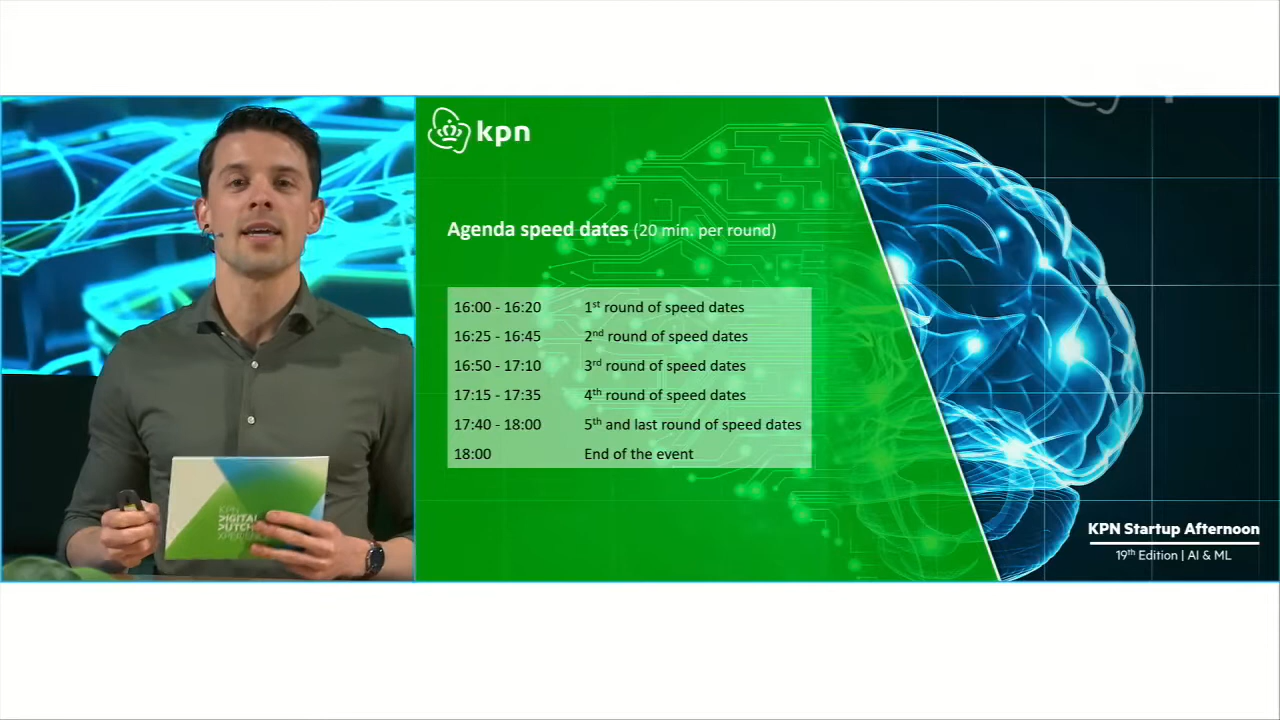 kpn
Agenda speed dates (20 min. per round)
16:00 - 16:20 1st round of speed dates
16:25 - 16:45 2nd round of speed dates
16:50 - 17:10 3rd round of speed dates
17:15 - 17:35 4th round of speed dates
17:40 - 18:00 5th and last round of speed dates
18:00 End of the event
KPN Startup Afternoon
19th Edition | AI & ML
KPN
DIGITAL
DUTCH